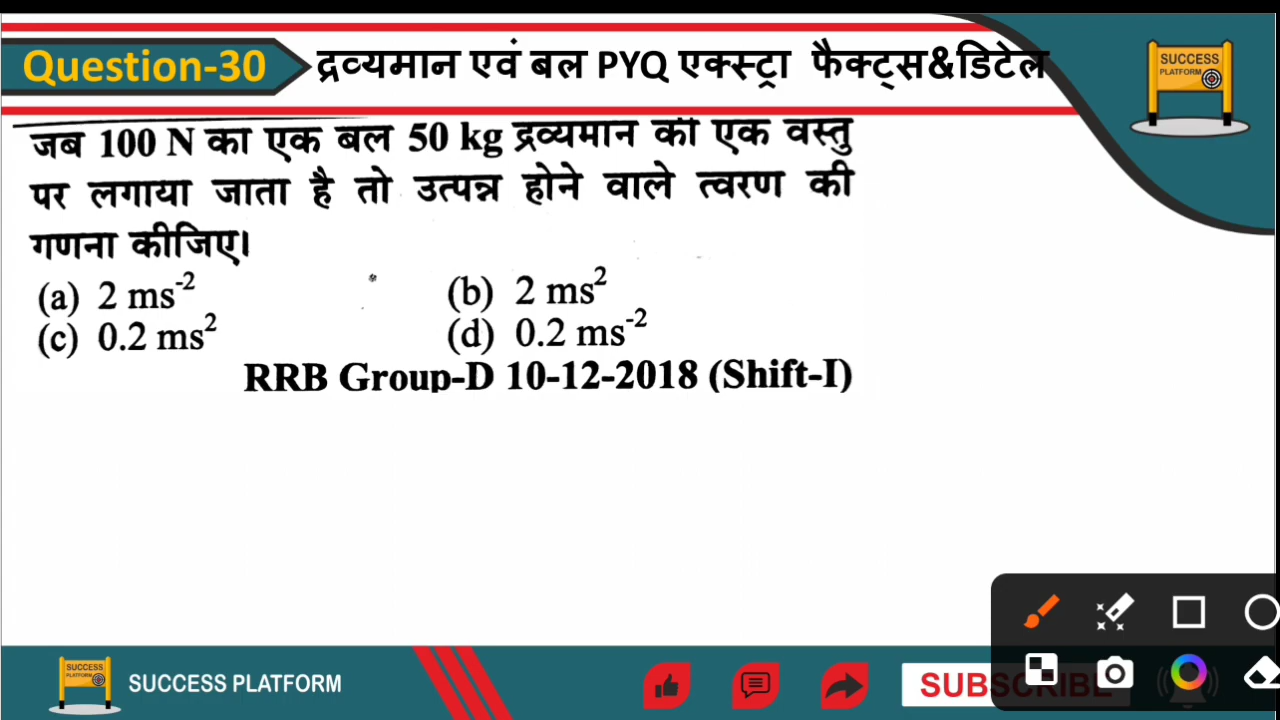 Question-30
द्रव्यमान एवं बल PYQ एक्स्ट्रा फैक्ट्स&डिटेल
SUCCESS
PLATFORM
जब 100 N का एक बल 50 kg द्रव्यमान की एक वस्तु
पर लगाया जाता है तो उत्पन्न होने वाले त्वरण की
गणना कीजिए।
(a) 2 ms⁻² (b) 2 ms²
(c) 0.2 ms² (d) 0.2 ms⁻²
RRB Group-D 10-12-2018 (Shift-I)
SUCCESS
PLATFORM
SUCCESS PLATFORM
SUBSCRIBE